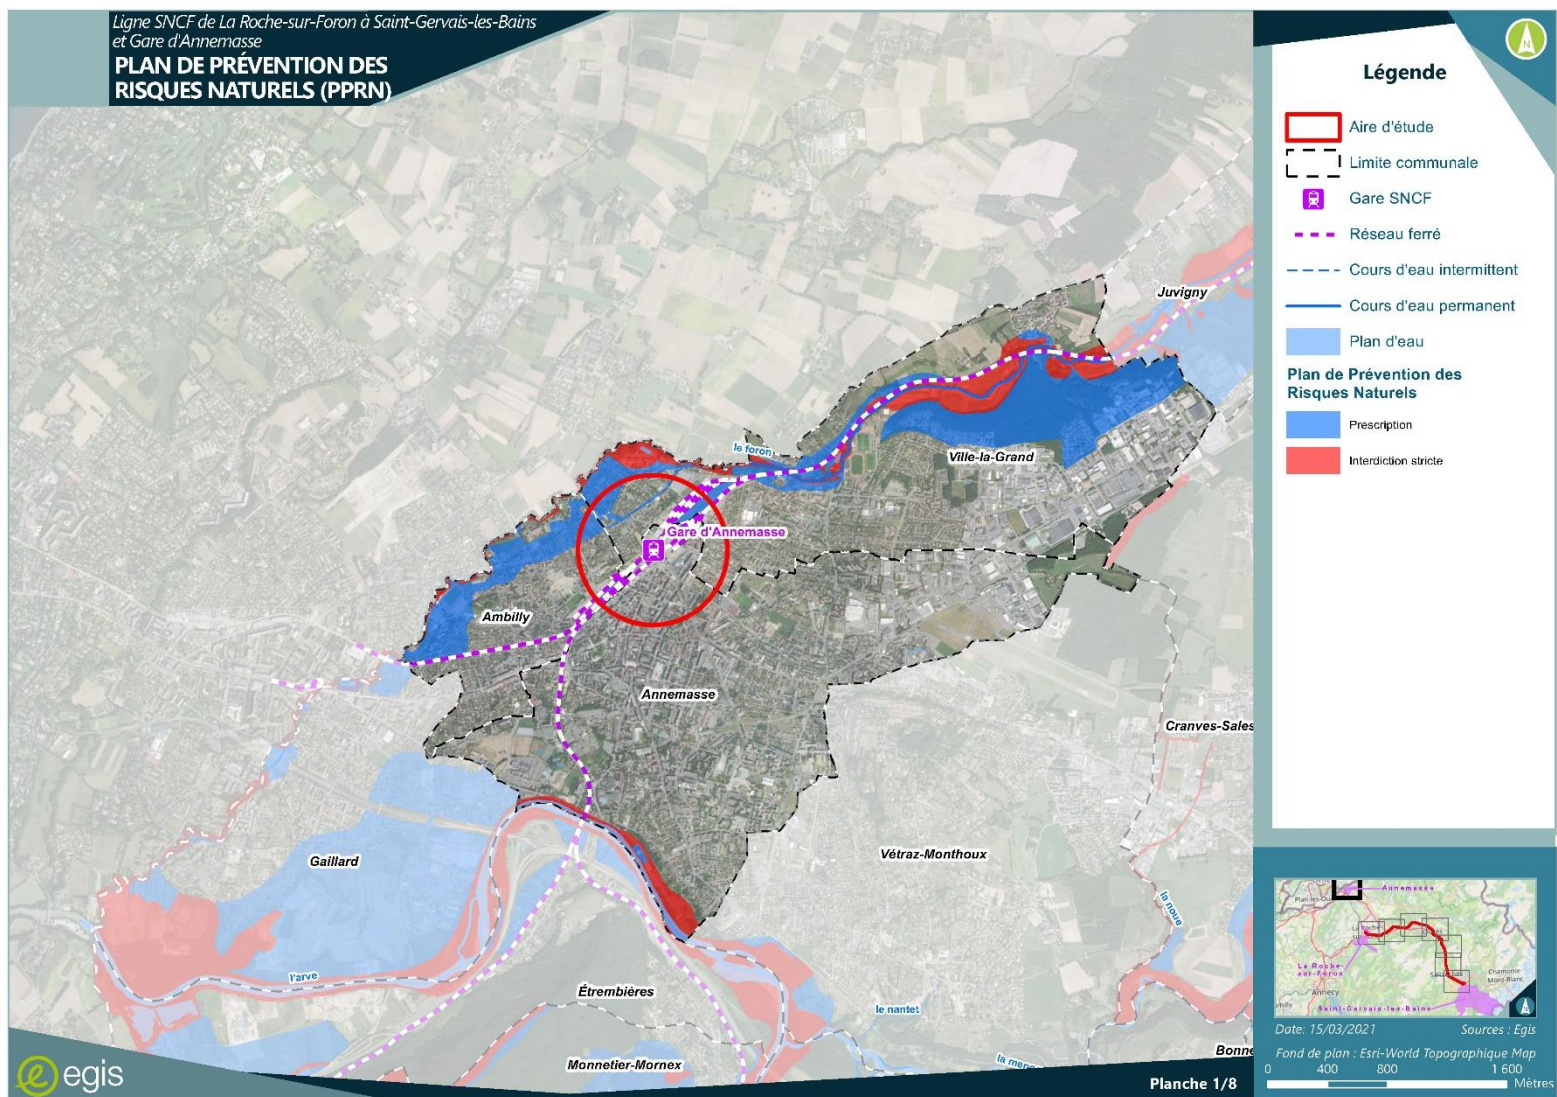 Ligne SNCF de La Roche-sur-Foron à Saint-Gervais-les-Bains
et Gare d'Annemasse
PLAN DE PRÉVENTION DES
RISQUES NATURELS (PPRN)
N
Légende
Aire d'étude
Limite communale
Gare SNCF
Réseau ferré
Cours d'eau intermittent
Cours d'eau permanent
Plan d'eau
Plan de Prévention des
Risques Naturels
Prescription
Interdiction stricte
Juvigny
le foron
Ville-la-Grand
Gare d'Annemasse
Ambilly
Annemasse
Cranves-Sales
Gaillard
Vétraz-Monthoux
la noue
l'arve
Étrembières
le nantet
Monnetier-Mornex
Bonne
Annemasse
La Roche-
sur-Foron
Annecy
Chamonix-
Mont-Blanc
Saint-Gervais-les-Bains
Date: 15/03/2021
Sources : Egis
Fond de plan : Esri-World Topographique Map
0 400 800 1 600
Mètres
egis
Planche 1/8